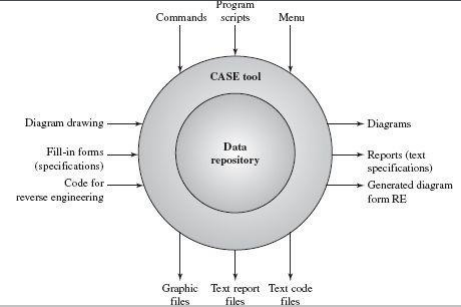 Program
Commands scripts Menu
CASE tool
Diagram drawing
Diagrams
Data
repository
Fill-in forms
(specifications)
Reports (text
specifications)
Code for
reverse engineering
Generated diagram
form RE
Graphic
files
Text report
files
Text code
files